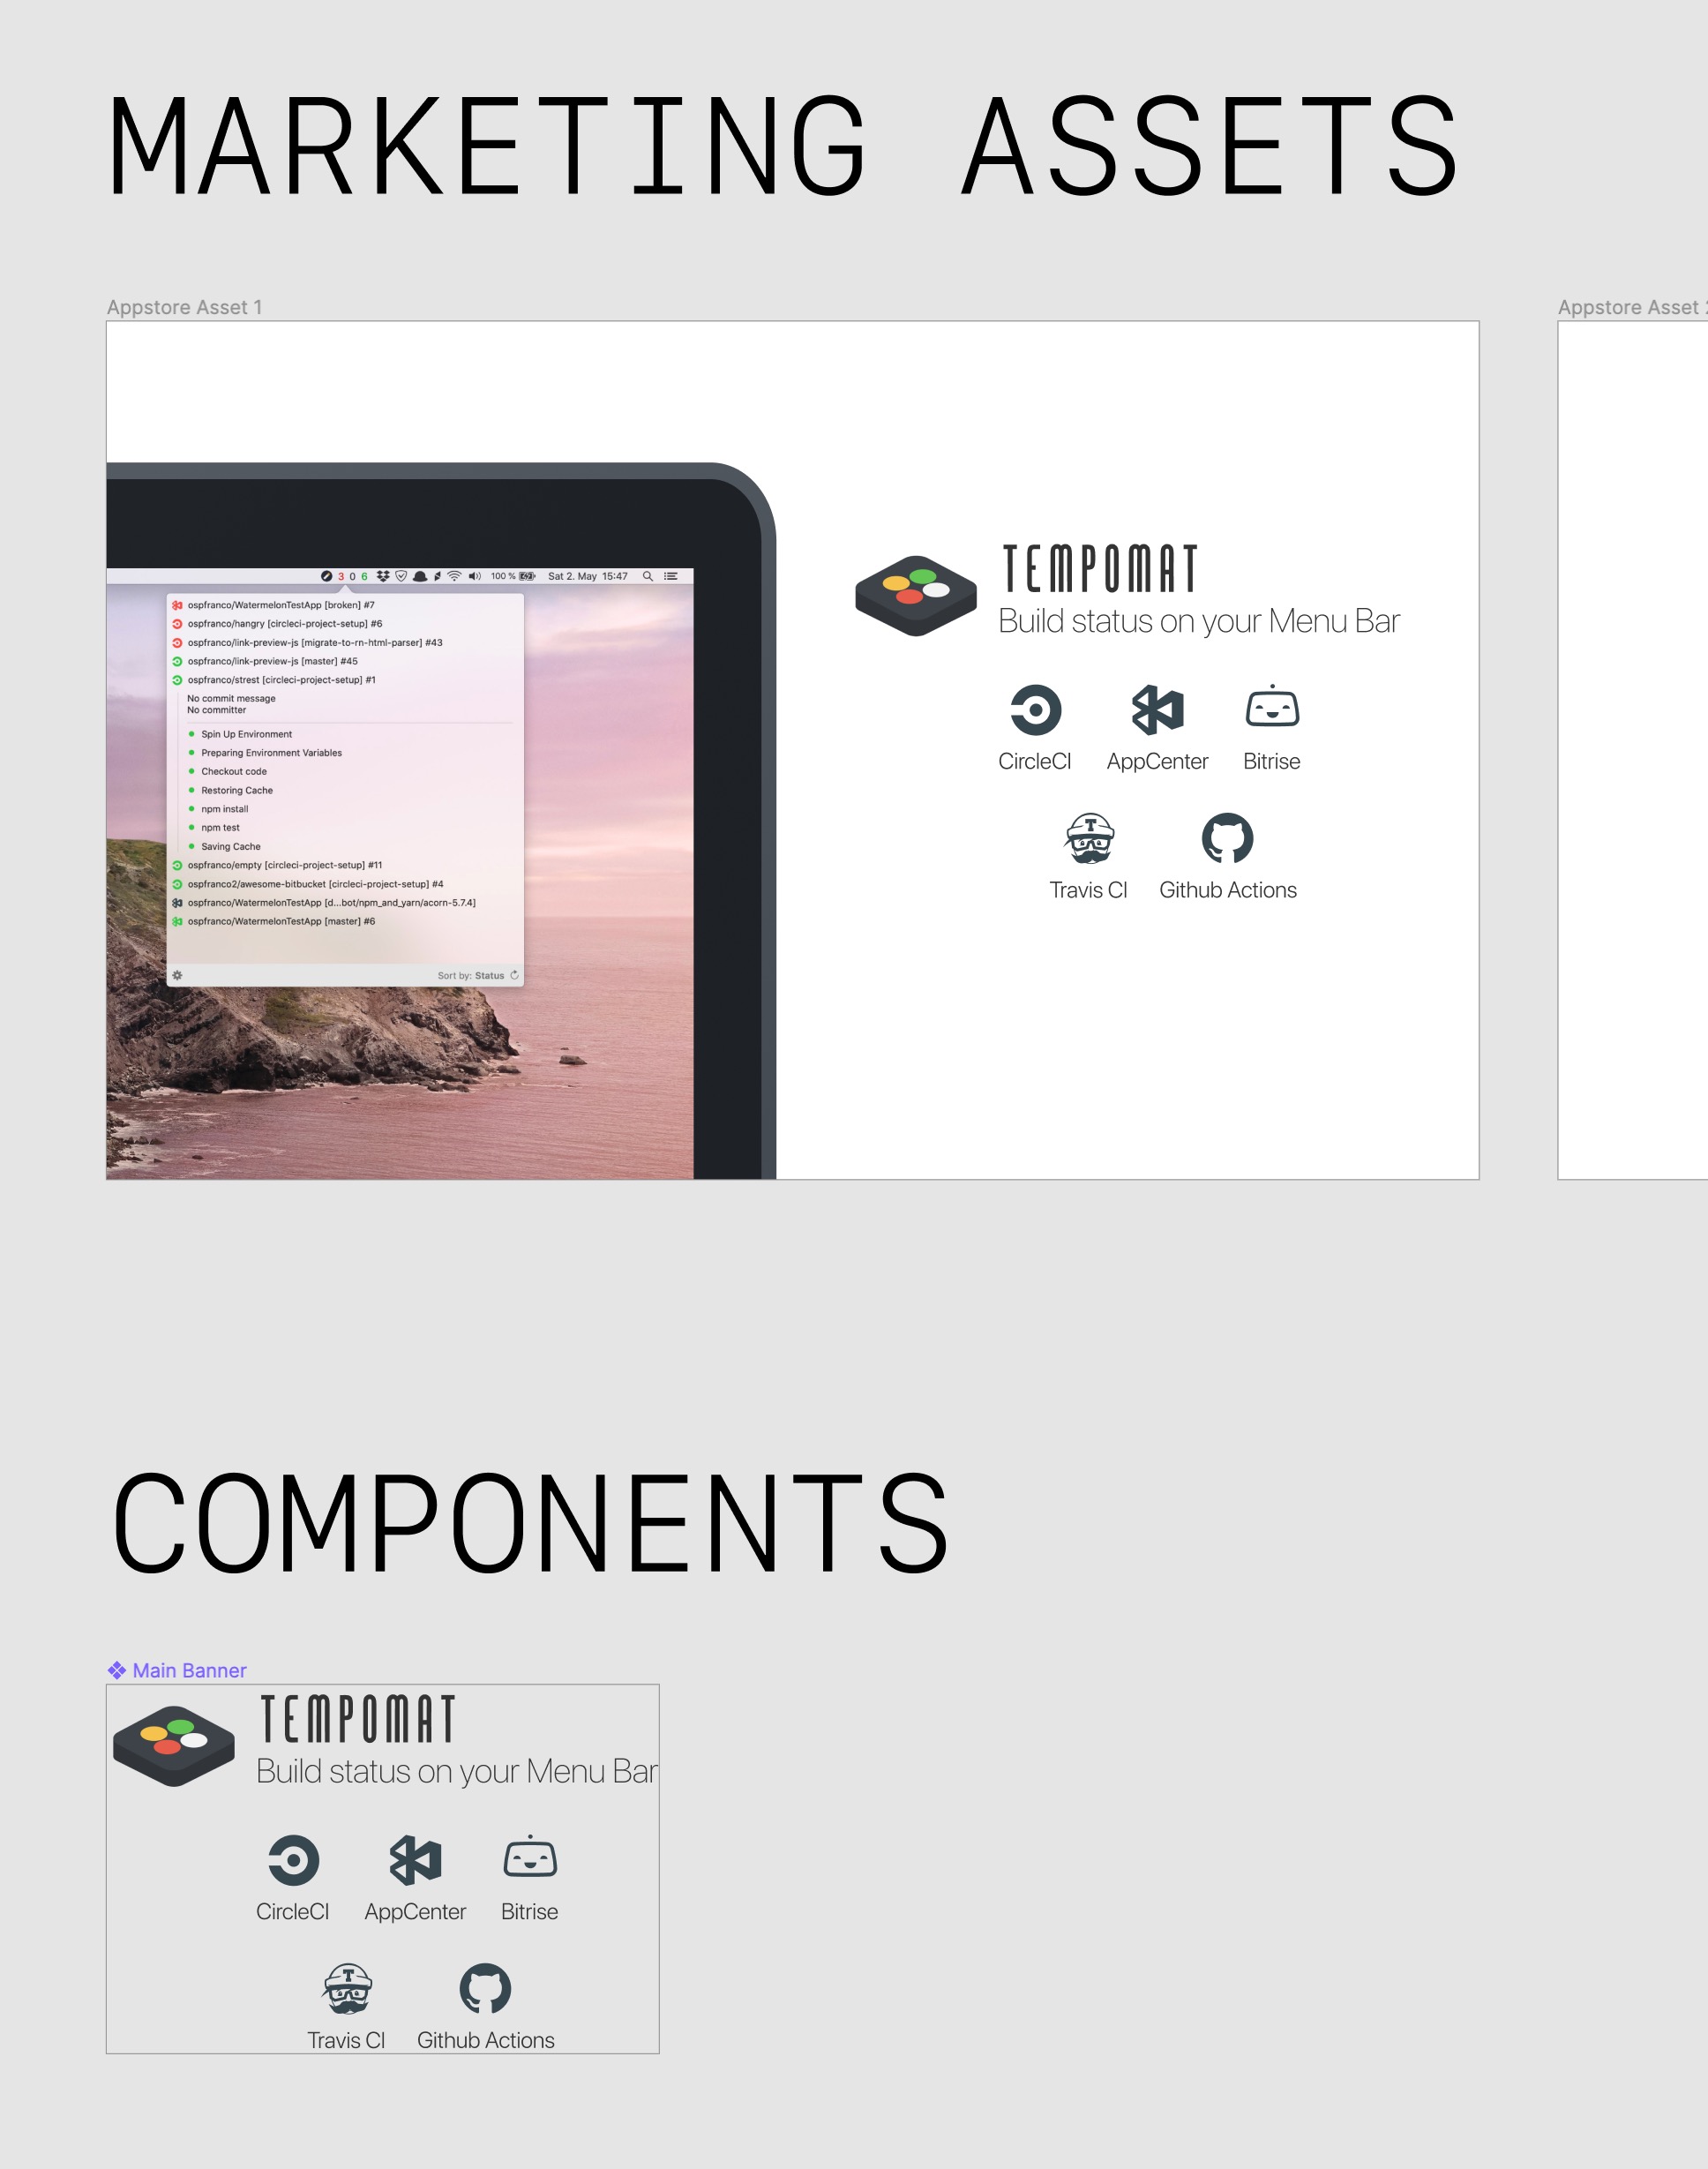 MARKETING ASSETS
Appstore Asset 1
Appstore Asset
3 0 6 100 % Sat 2. May 15:47
ospfranco/WatermelonTestApp [broken] #7
ospfranco/hangry [circleci-project-setup] #6
ospfranco/link-preview-js [migrate-to-rn-html-parser] #43
ospfranco/link-preview-js [master] #45
ospfranco/strest [circleci-project-setup] #1
No commit message
No committer
Spin Up Environment
Preparing Environment Variables
Checkout code
Restoring Cache
npm install
npm test
Saving Cache
ospfranco/empty [circleci-project-setup] #11
ospfranco2/awesome-bitbucket [circleci-project-setup] #4
ospfranco/WatermelonTestApp [d...bot/npm_and_yarn/acorn-5.7.4]
ospfranco/WatermelonTestApp [master] #6
Sort by: Status
TEMPOMAT
Build status on your Menu Bar
CircleCI AppCenter Bitrise
T
Travis CI Github Actions
COMPONENTS
Main Banner
TEMPOMAT
Build status on your Menu Bar
CircleCI AppCenter Bitrise
T
Travis CI Github Actions